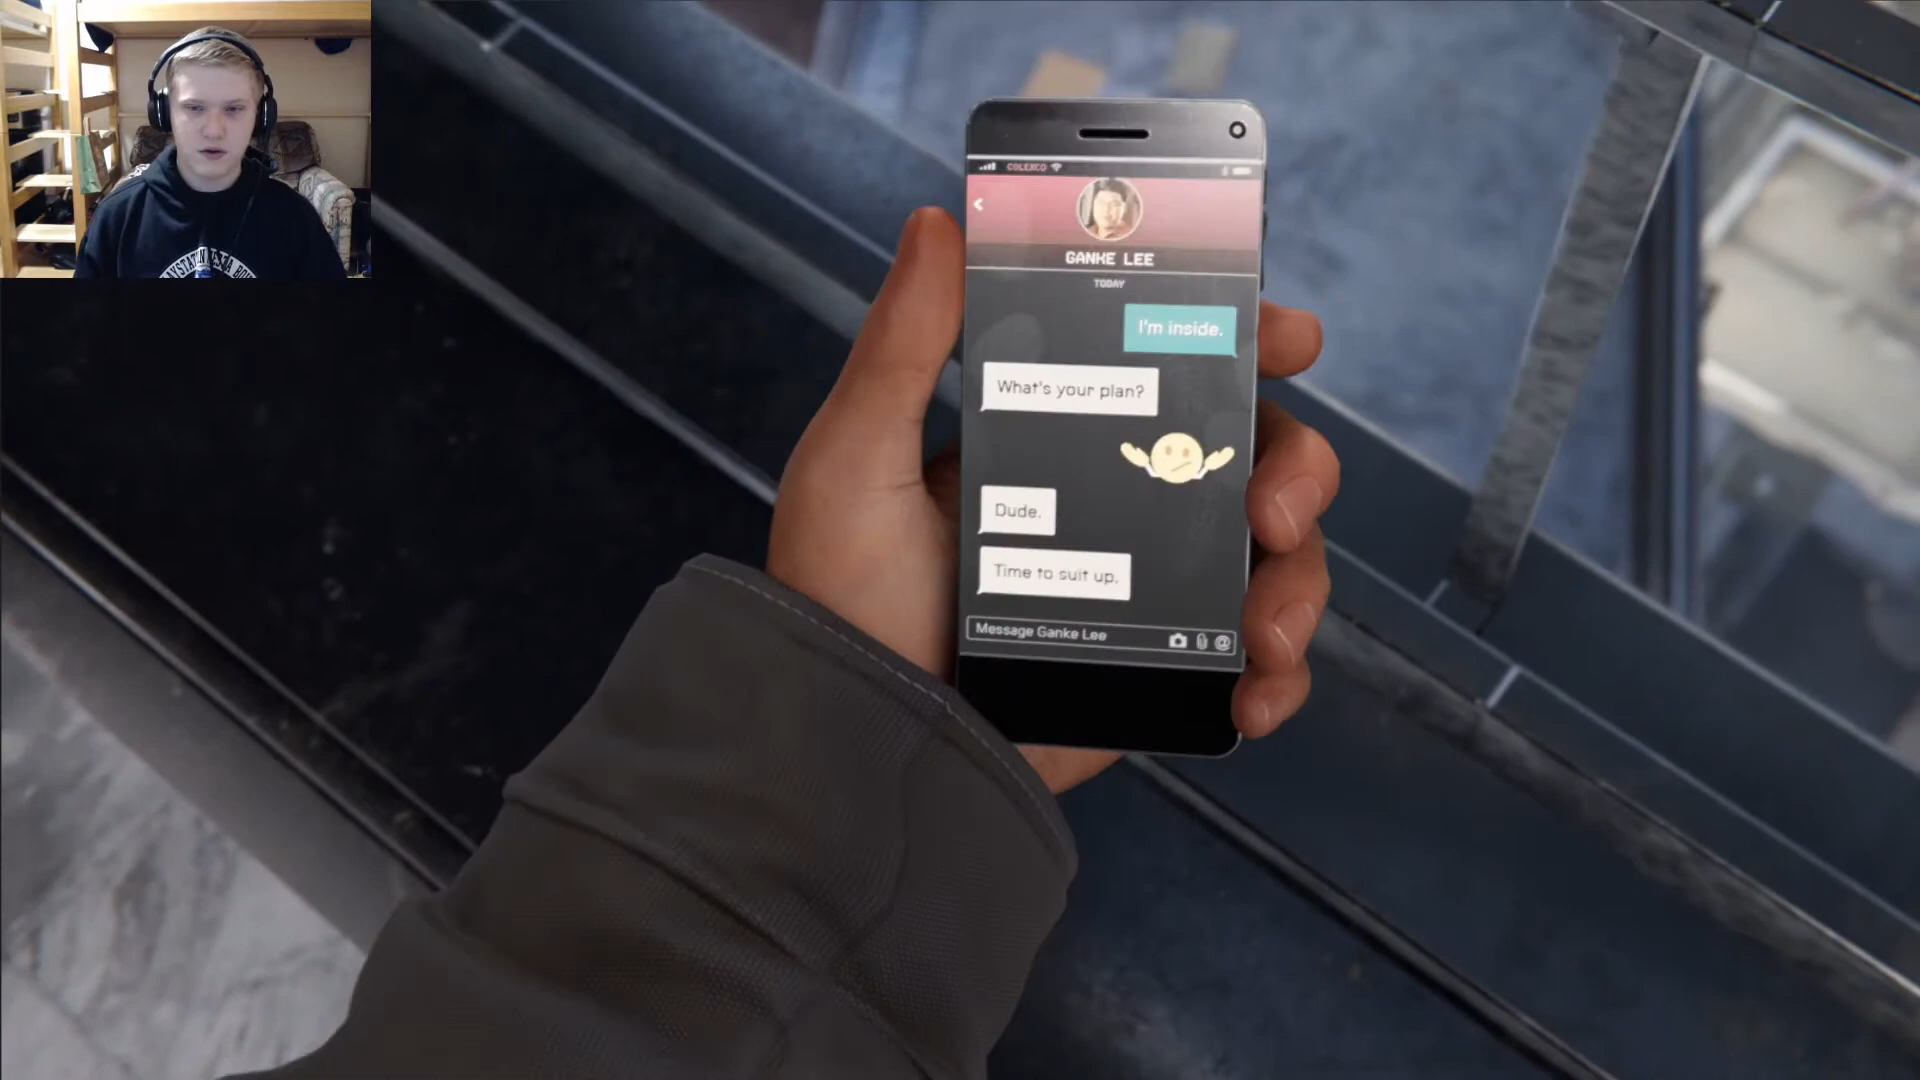 COLEXCO
GANKE LEE
TODAY
I'm inside.
What's your plan?
Dude.
Time to suit up.
Message Ganke Lee
@